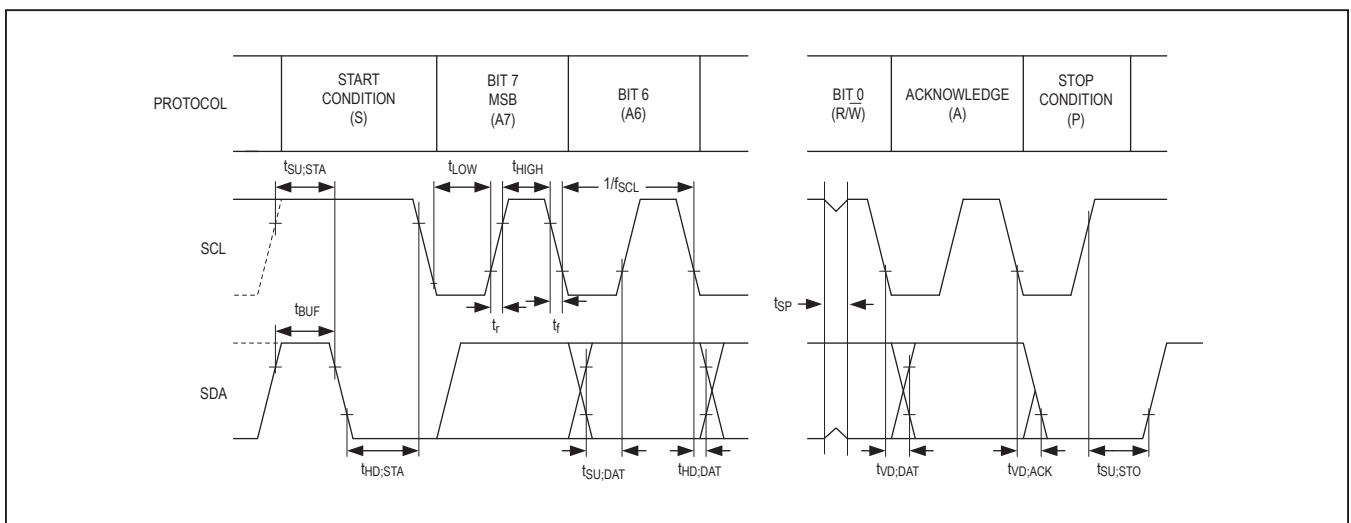 PROTOCOL
START
CONDITION
(S)
BIT 7
MSB
(A7)
BIT 6
(A6)
BIT 0
(R/W̅)
ACKNOWLEDGE
(A)
STOP
CONDITION
(P)
tSU;STA
tLOW
tHIGH
1/fSCL
SCL
tBUF
tr
tf
tSP
SDA
tHD;STA
tSU;DAT
tHD;DAT
tVD;DAT
tVD;ACK
tSU;STO